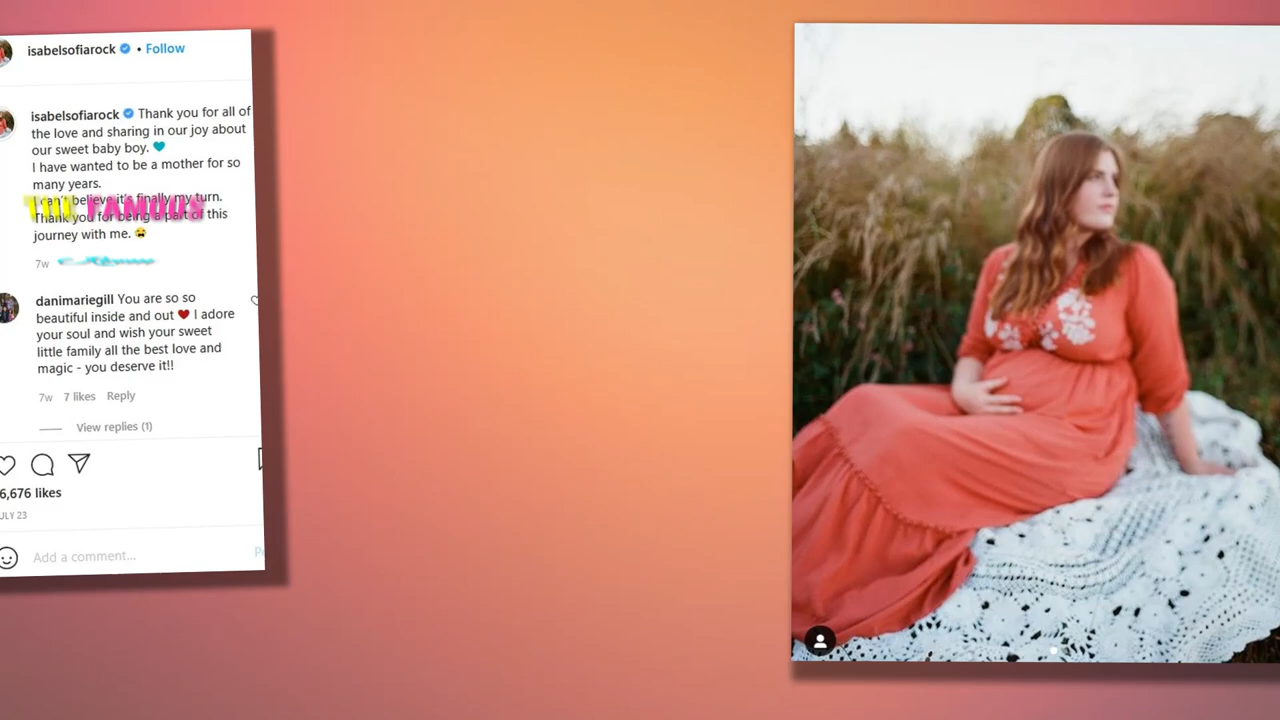 isabelsofiarock • Follow
isabelsofiarock Thank you for all of
the love and sharing in our joy about
our sweet baby boy.
I have wanted to be a mother for so
many years.
I can't believe it's finally my turn.
THE FAMOUS
Thank you for being a part of this
journey with me.
7w
danimariegill You are so so
beautiful inside and out ❤ I adore
your soul and wish your sweet
little family all the best love and
magic - you deserve it!!
7w 7 likes Reply
View replies (1)
6,676 likes
ULY 23
Add a comment...